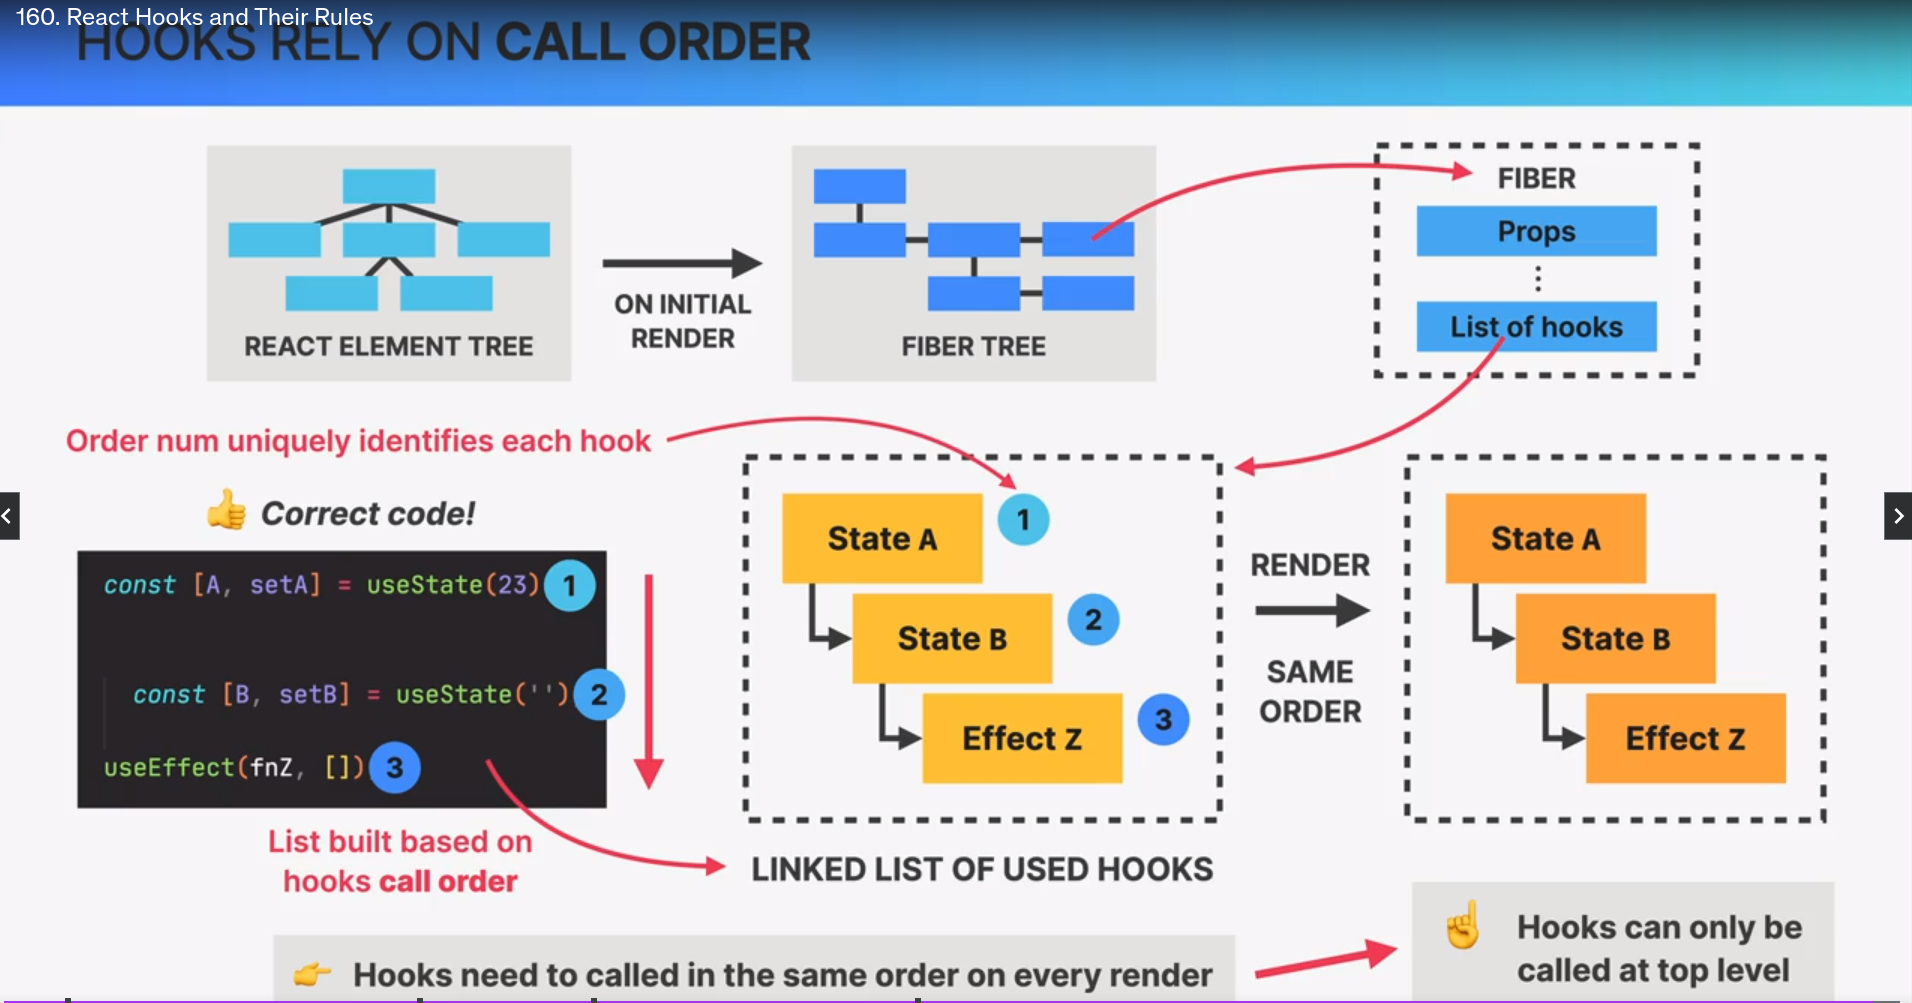 160. React Hooks and Their Rules
HOOKS RELY ON CALL ORDER
REACT ELEMENT TREE
ON INITIAL
RENDER
FIBER TREE
FIBER
Props
List of hooks
Order num uniquely identifies each hook
Correct code!
const [A, setA] = useState(23) 1
const [B, setB] = useState('') 2
useEffect(fnZ, []) 3
List built based on
hooks call order
State A 1
State B 2
Effect Z 3
LINKED LIST OF USED HOOKS
RENDER
SAME
ORDER
State A
State B
Effect Z
Hooks need to called in the same order on every render
Hooks can only be
called at top level